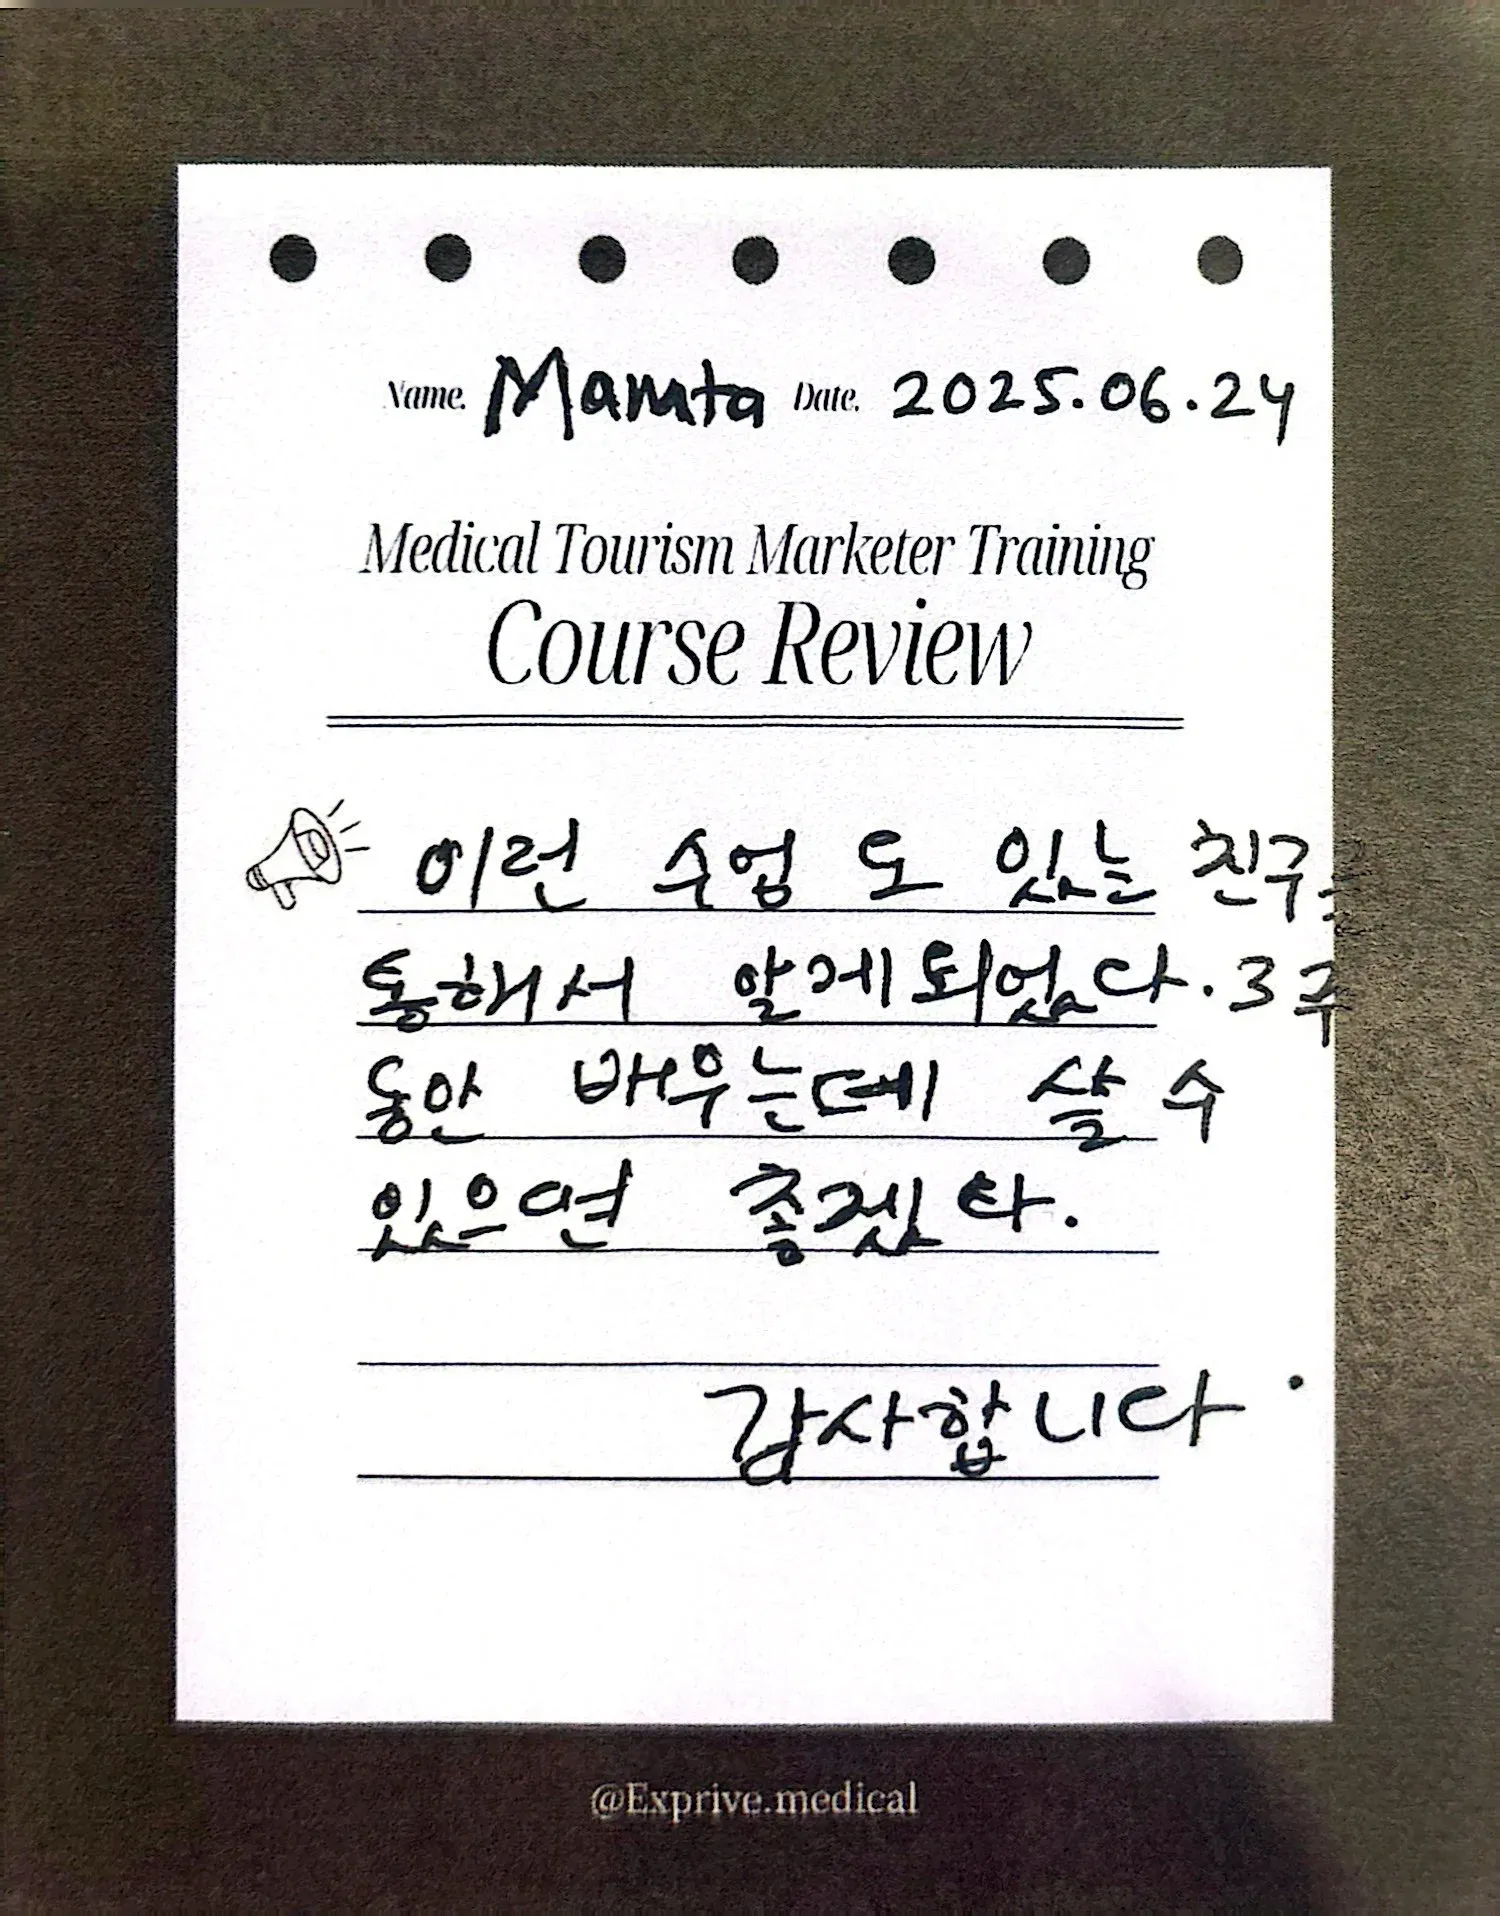 Name. Mamta Date. 2025.06.24
Medical Tourism Marketer Training
Course Review
이런 수업 도 있는 친구를
통해서 알게되었다. 3주
동안 배우는데 살 수
있으면 좋겠다.
감사합니다.
@Exprive.medical